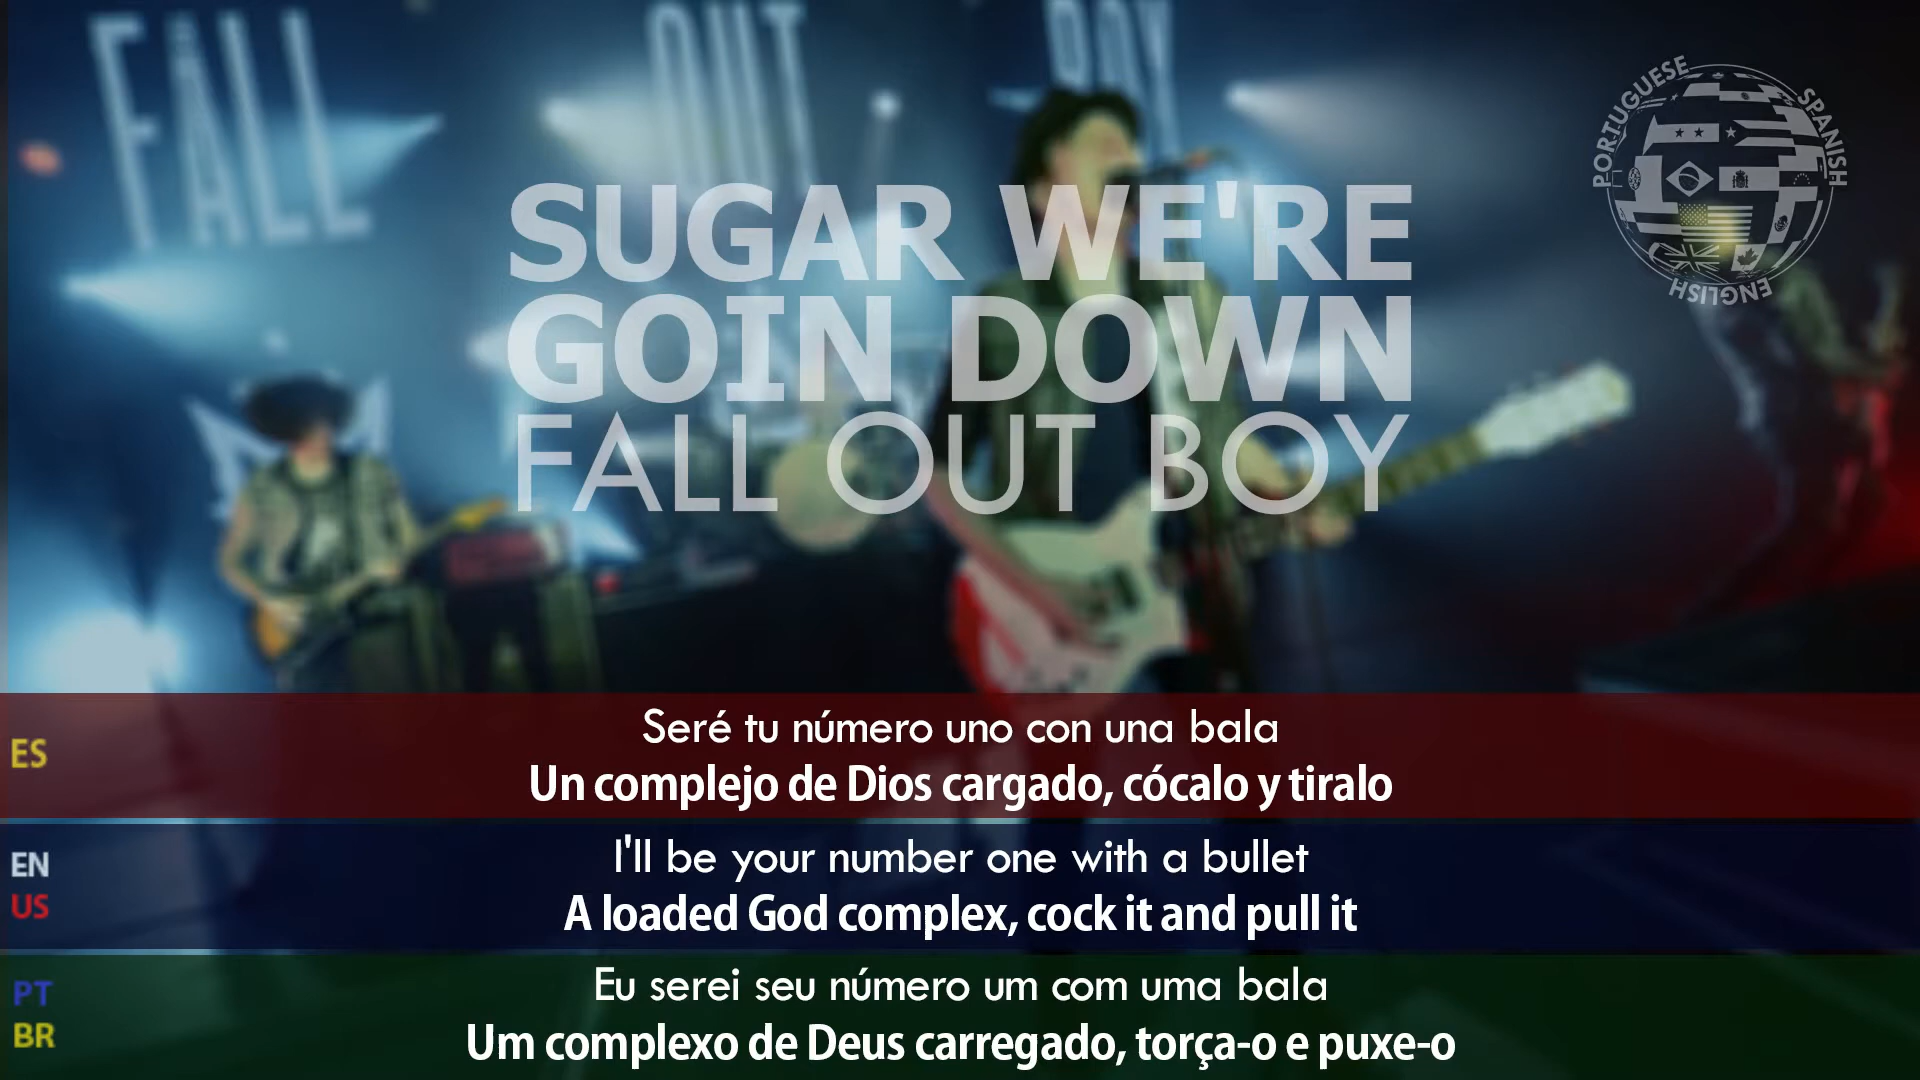 FALL OUT BOY
PORTUGUESE
SPANISH
ENGLISH
SUGAR WE'RE
GOIN DOWN
FALL OUT BOY
ES
Seré tu número uno con una bala
Un complejo de Dios cargado, cócalo y tiralo
EN
US
I'll be your number one with a bullet
A loaded God complex, cock it and pull it
PT
BR
Eu serei seu número um com uma bala
Um complexo de Deus carregado, torça-o e puxe-o